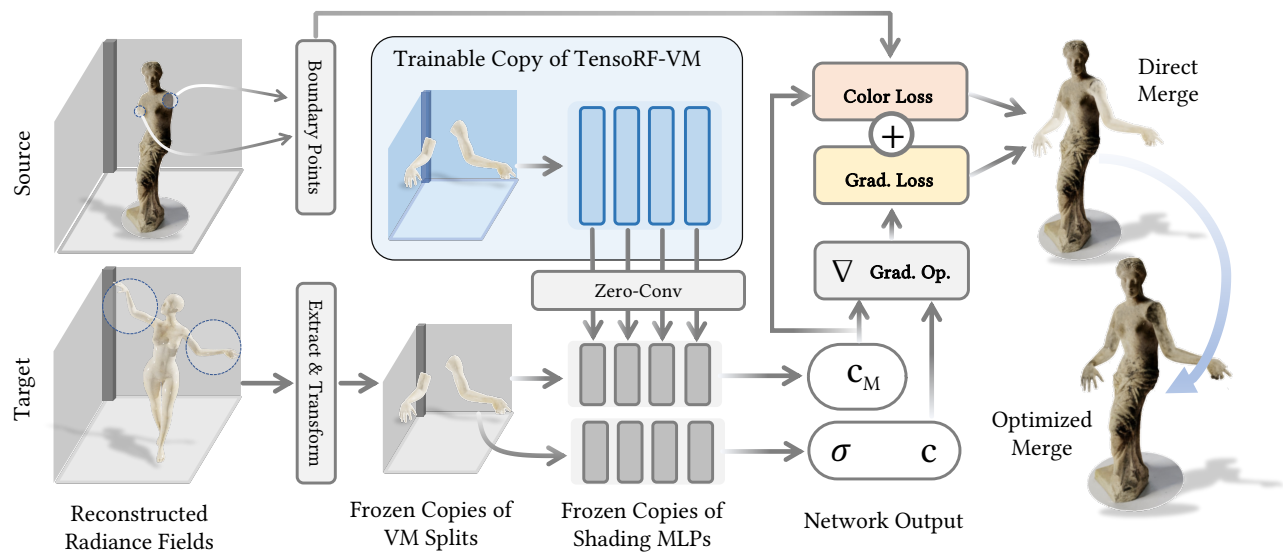 Source
Boundary Points
Trainable Copy of TensoRF-VM
Color Loss
+
Grad. Loss
Direct
Merge
Zero-Conv
∇ Grad. Op.
Target
Extract & Transform
c_M
σ c
Optimized
Merge
Reconstructed
Radiance Fields
Frozen Copies of
VM Splits
Frozen Copies of
Shading MLPs
Network Output